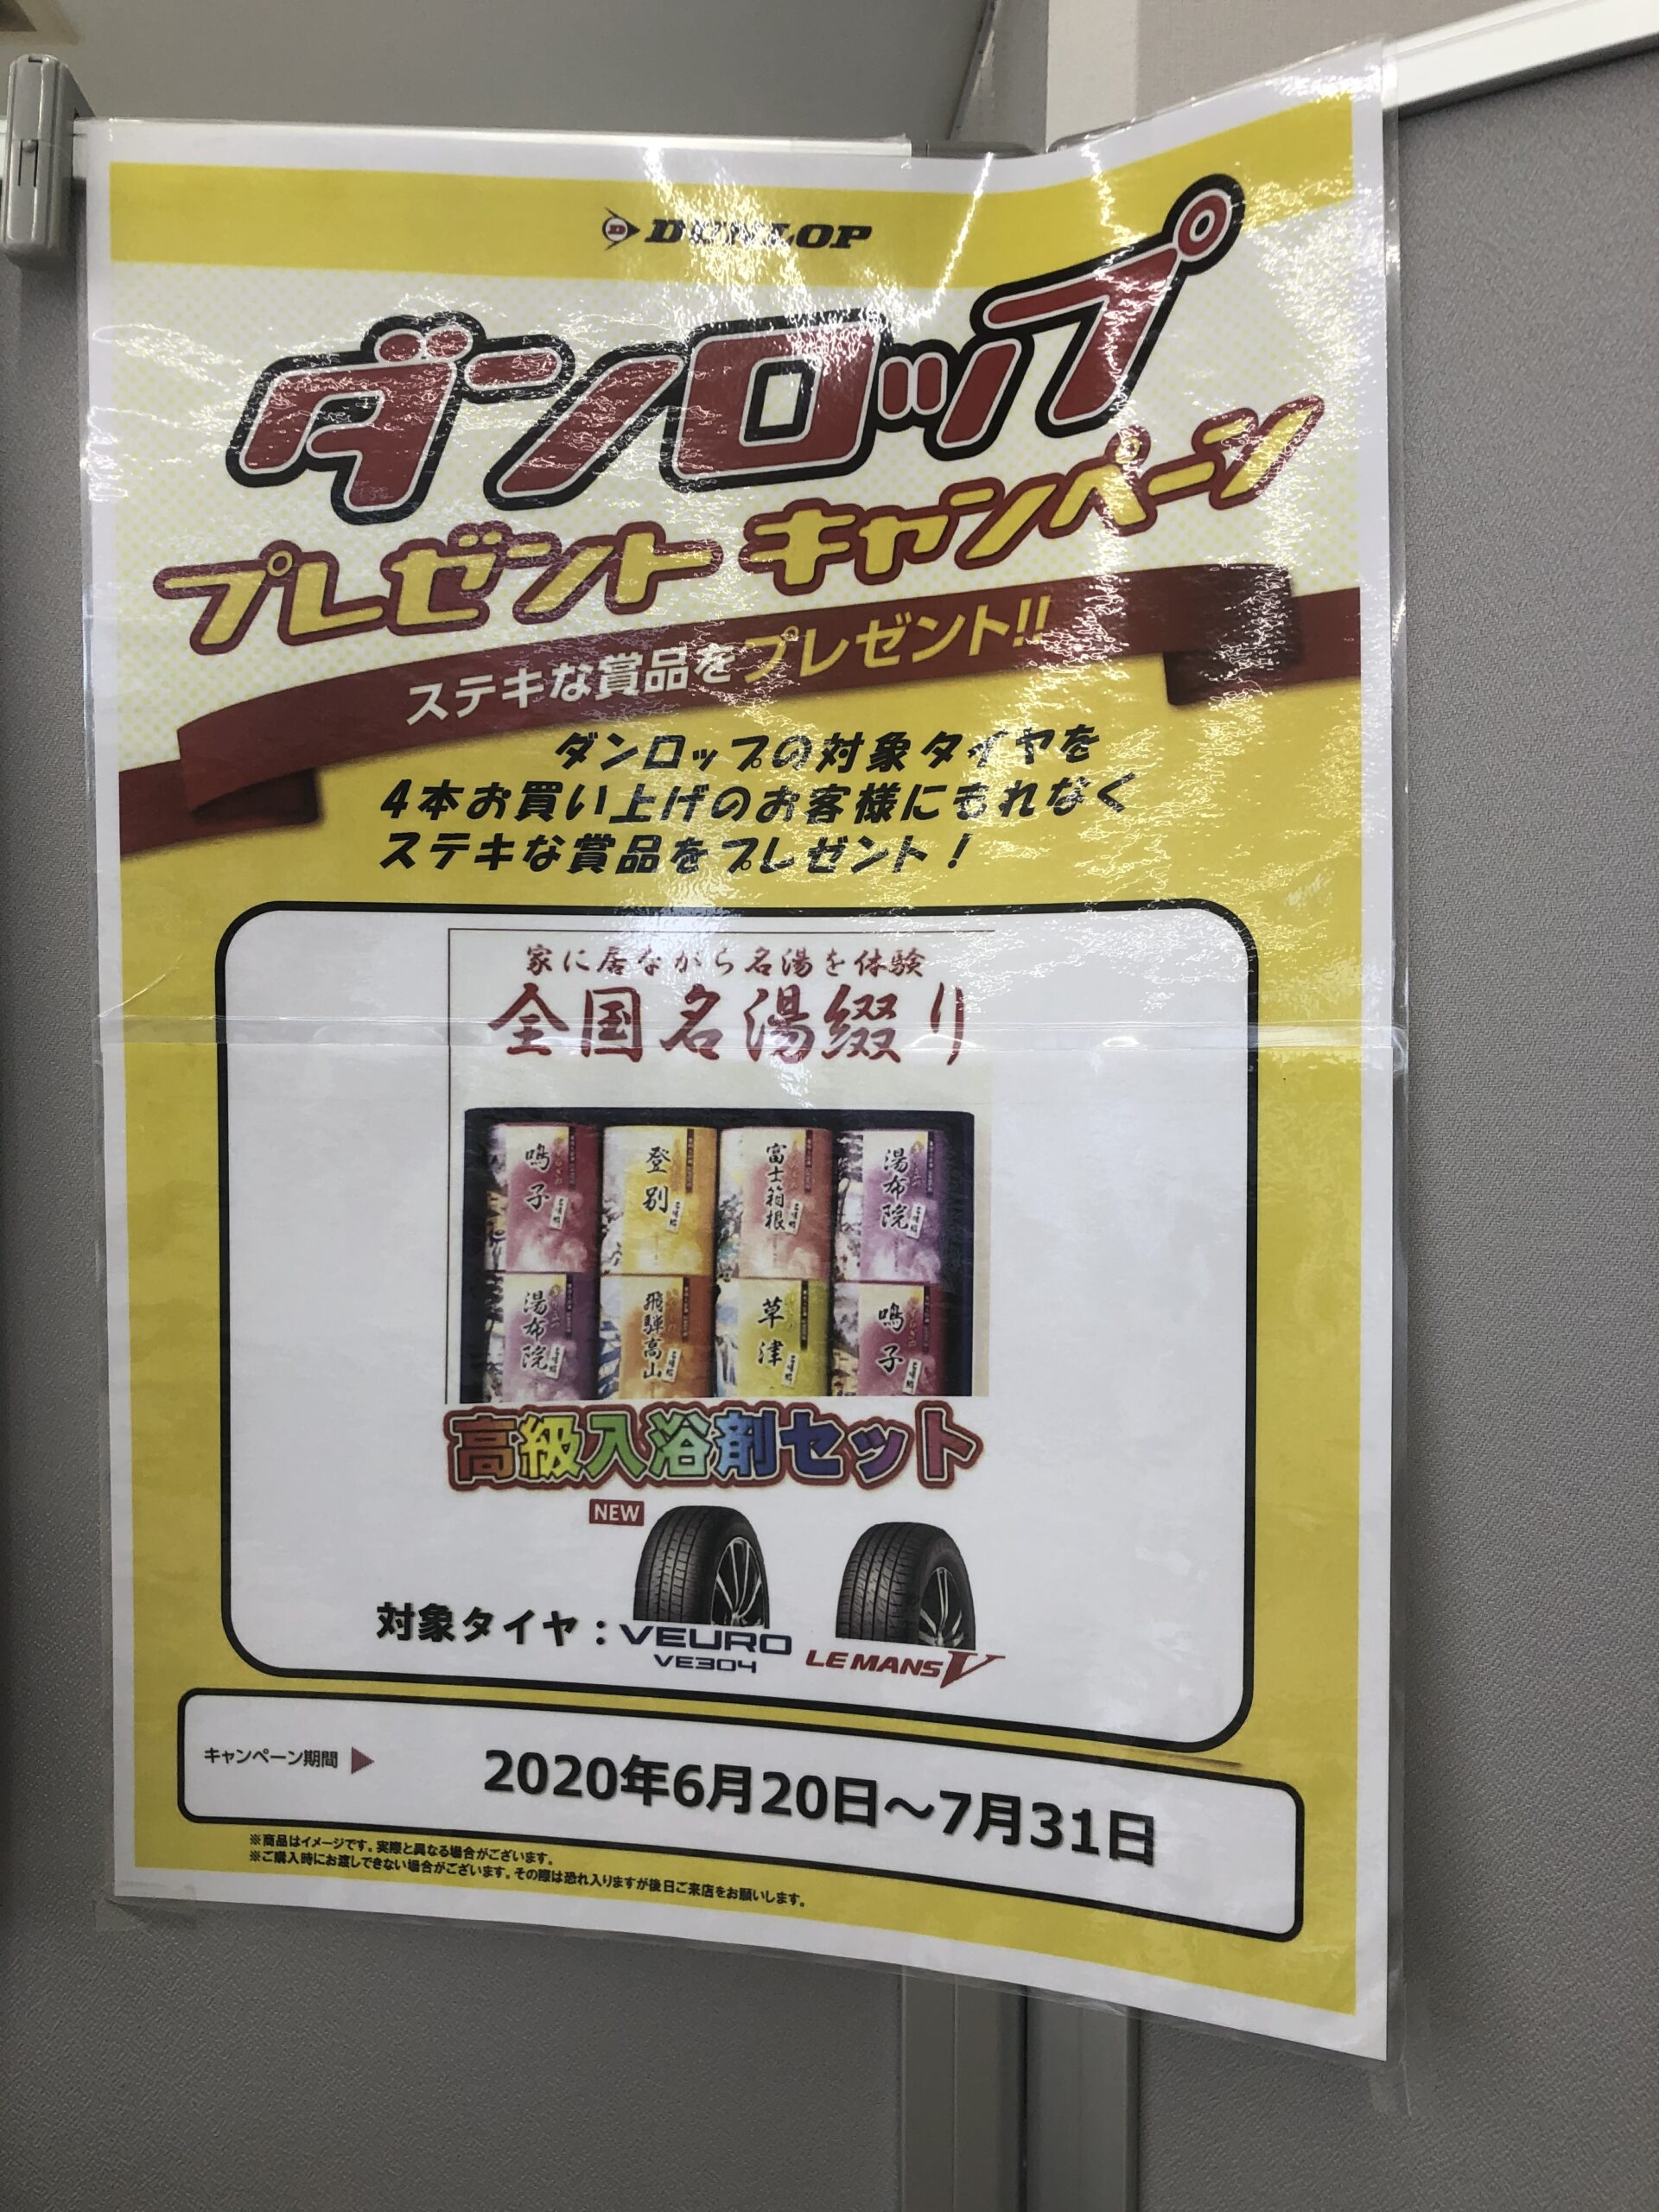 DUNLOP
ダンロップ
プレゼント キャンペーン
ステキな賞品をプレゼント!!
ダンロップの対象タイヤを
4本お買い上げのお客様にもれなく
ステキな賞品をプレゼント！
家に居ながら名湯を体験
全国名湯綴り
鳴子
登別
富士箱根
湯布院
湯布院
飛騨高山
草津
鳴子
高級入浴剤セット
NEW
対象タイヤ：VEURO
VE304
LE MANS V
キャンペーン期間 ▶ 2020年6月20日～7月31日
※商品はイメージです。実際と異なる場合がございます。
※ご購入時にお渡しできない場合がございます。その際は恐れ入りますが後日ご来店をお願いします。